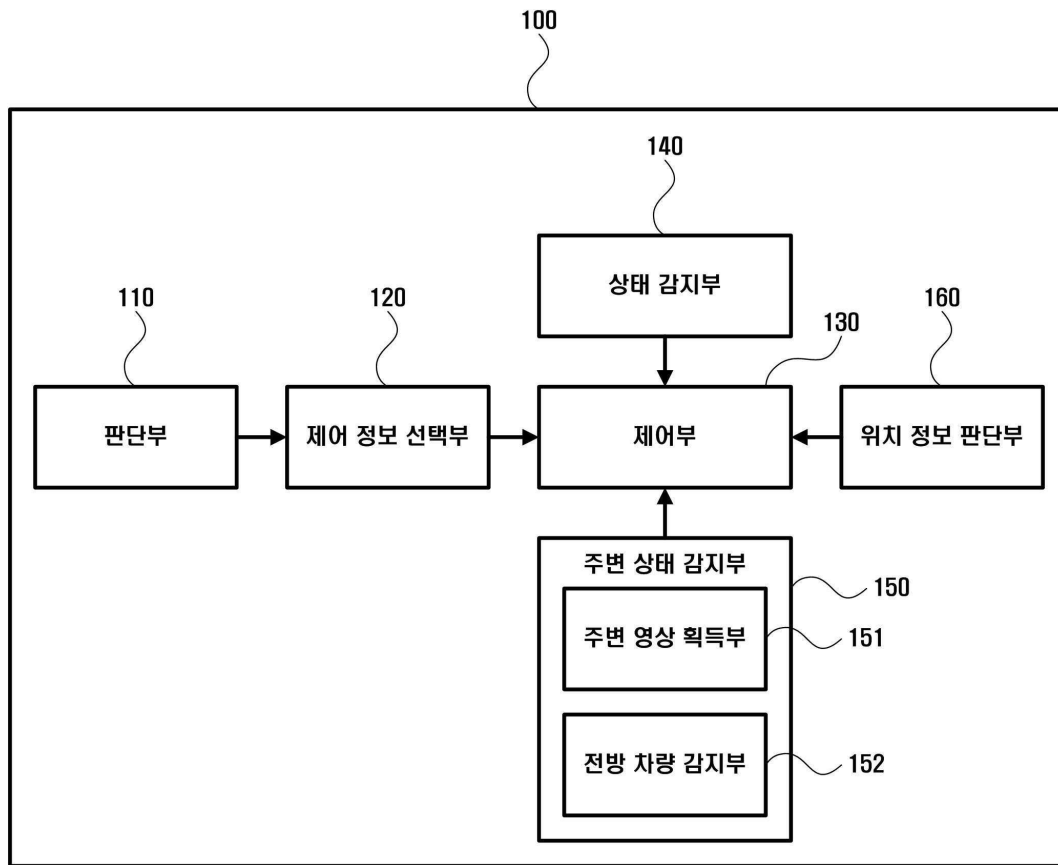 100
140
상태 감지부
110
120
130
160
판단부
제어 정보 선택부
제어부
위치 정보 판단부
주변 상태 감지부
150
주변 영상 획득부
151
전방 차량 감지부
152